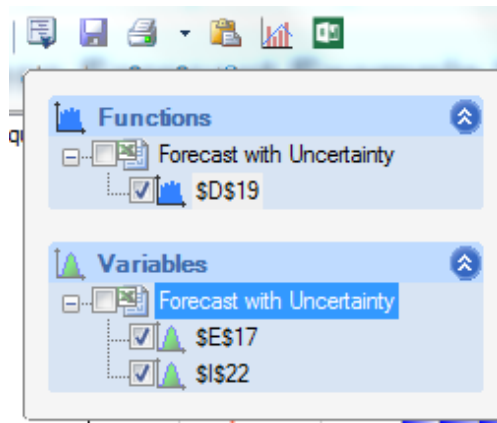 Functions
Forecast with Uncertainty
$D$19
Variables
Forecast with Uncertainty
$E$17
$I$22